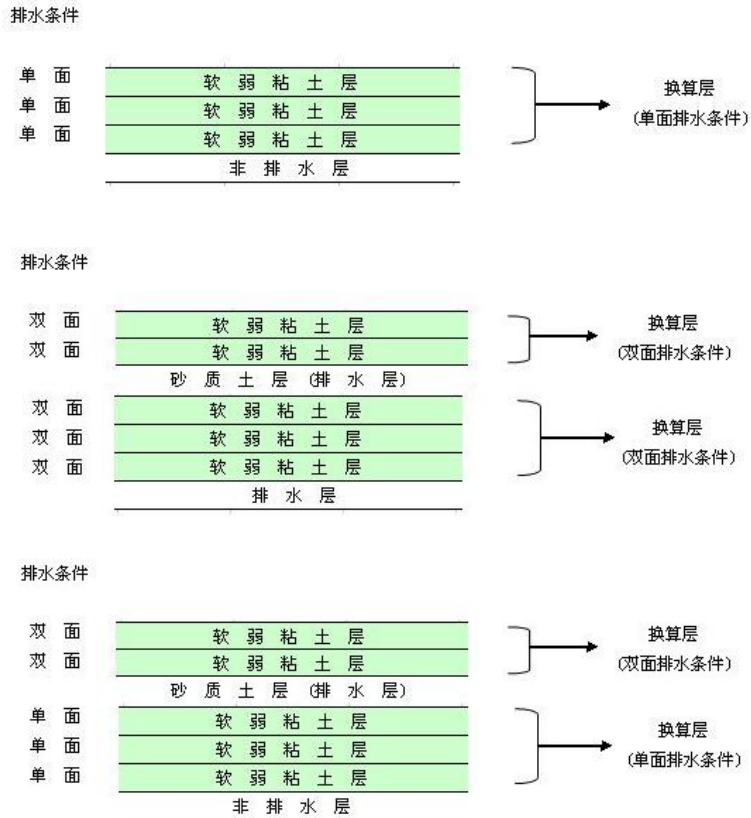 排水条件
单 面 软 弱 粘 土 层
单 面 软 弱 粘 土 层
单 面 软 弱 粘 土 层
非 排 水 层
换算层
(单面排水条件)
排水条件
双 面 软 弱 粘 土 层
双 面 软 弱 粘 土 层
换算层
(双面排水条件)
砂 质 土 层 (排 水 层)
双 面 软 弱 粘 土 层
双 面 软 弱 粘 土 层
双 面 软 弱 粘 土 层
换算层
(双面排水条件)
排 水 层
排水条件
双 面 软 弱 粘 土 层
双 面 软 弱 粘 土 层
换算层
(双面排水条件)
砂 质 土 层 (排 水 层)
单 面 软 弱 粘 土 层
单 面 软 弱 粘 土 层
单 面 软 弱 粘 土 层
换算层
(单面排水条件)
非 排 水 层